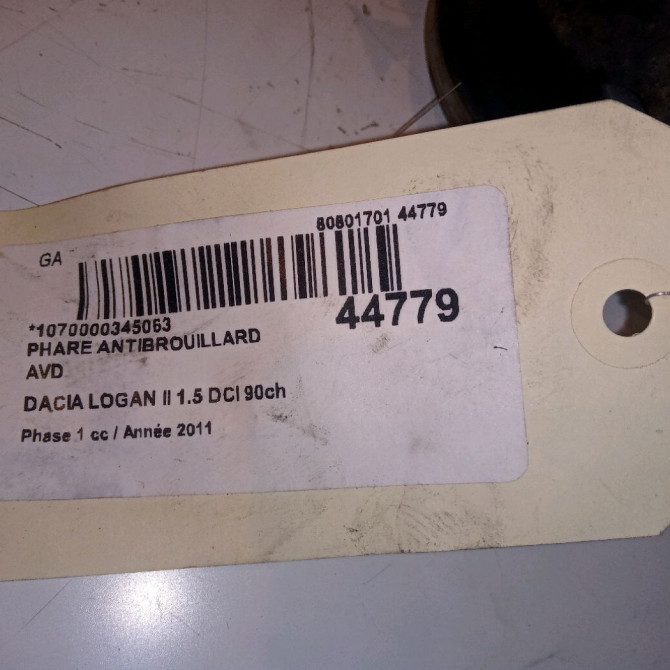 80801701 44779
GA
*1070000345063
44779
PHARE ANTIBROUILLARD
AVD
DACIA LOGAN II 1.5 DCI 90ch
Phase 1 cc / Année 2011